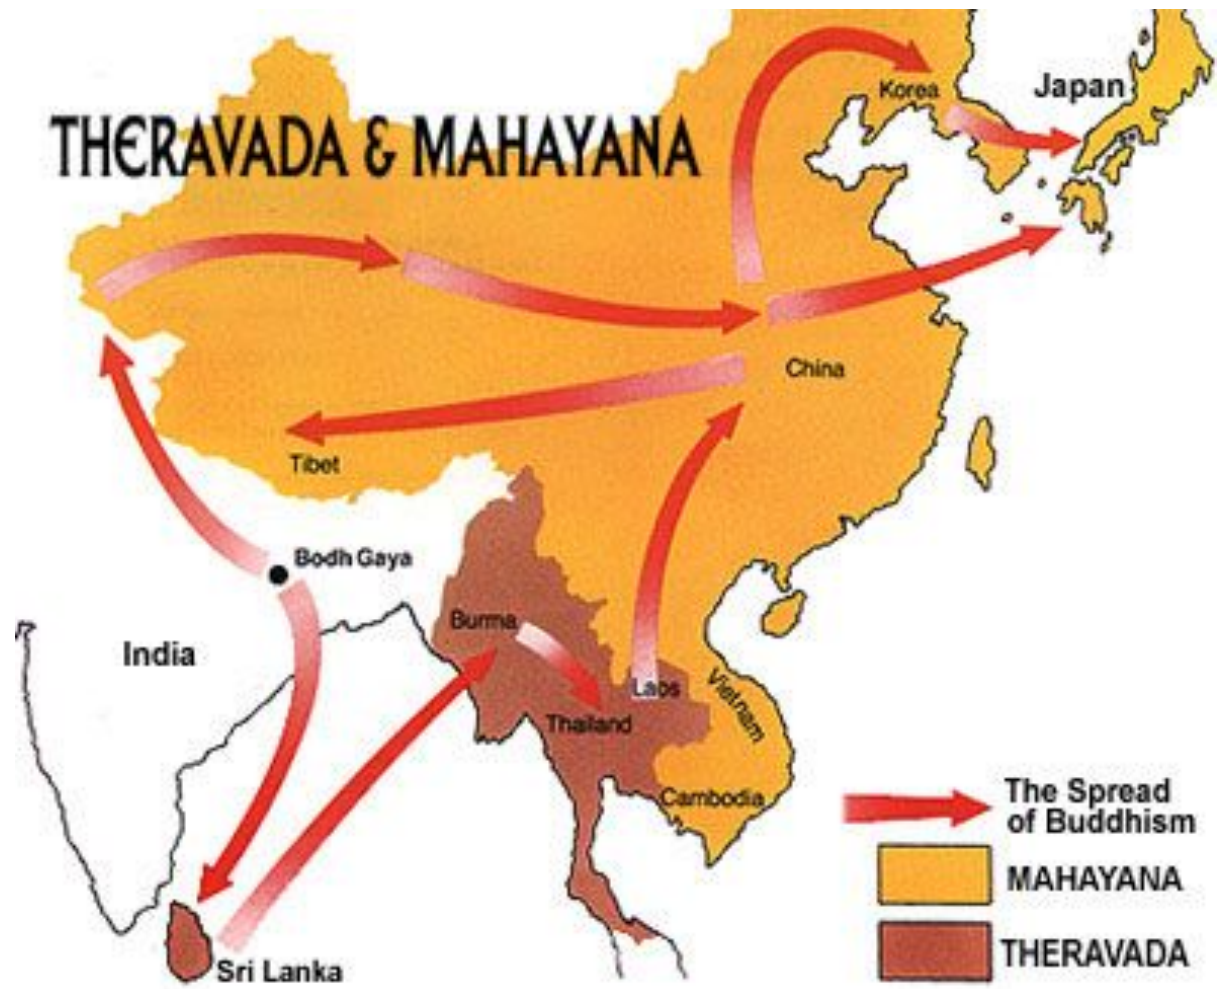 Japan
Korea
THERAVADA & MAHAYANA
China
Tibet
Bodh Gaya
Burma
India
Laos
Vietnam
Thailand
Cambodia
The Spread
of Buddhism
MAHAYANA
THERAVADA
Sri Lanka